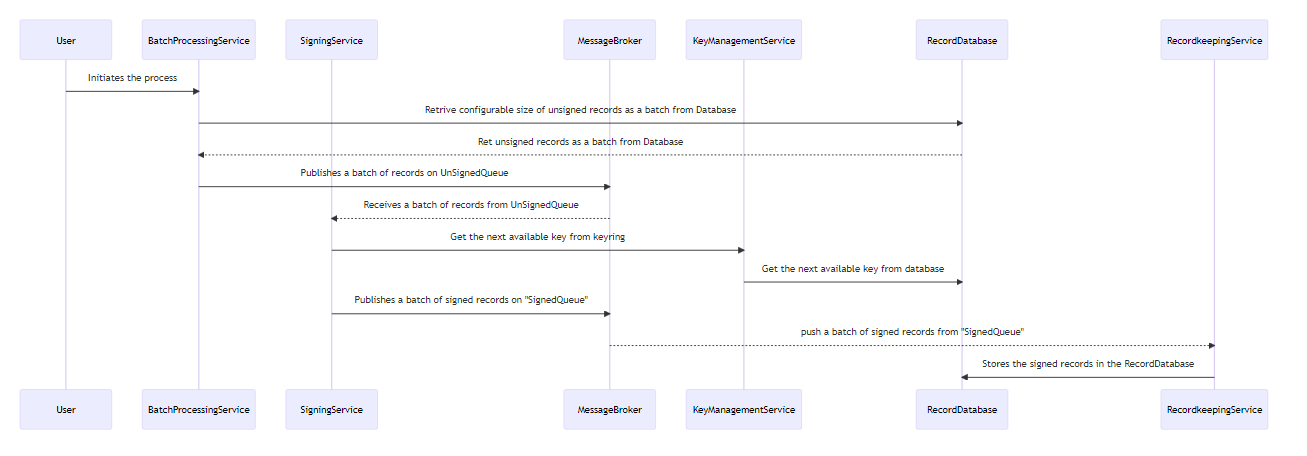 User BatchProcessingService SigningService MessageBroker KeyManagementService RecordDatabase RecordkeepingService
Initiates the process
Retrive configurable size of unsigned records as a batch from Database
Ret unsigned records as a batch from Database
Publishes a batch of records on UnSignedQueue
Receives a batch of records from UnSignedQueue
Get the next available key from keyring
Get the next available key from database
Publishes a batch of signed records on "SignedQueue"
push a batch of signed records from "SignedQueue"
Stores the signed records in the RecordDatabase
User BatchProcessingService SigningService MessageBroker KeyManagementService RecordDatabase RecordkeepingService